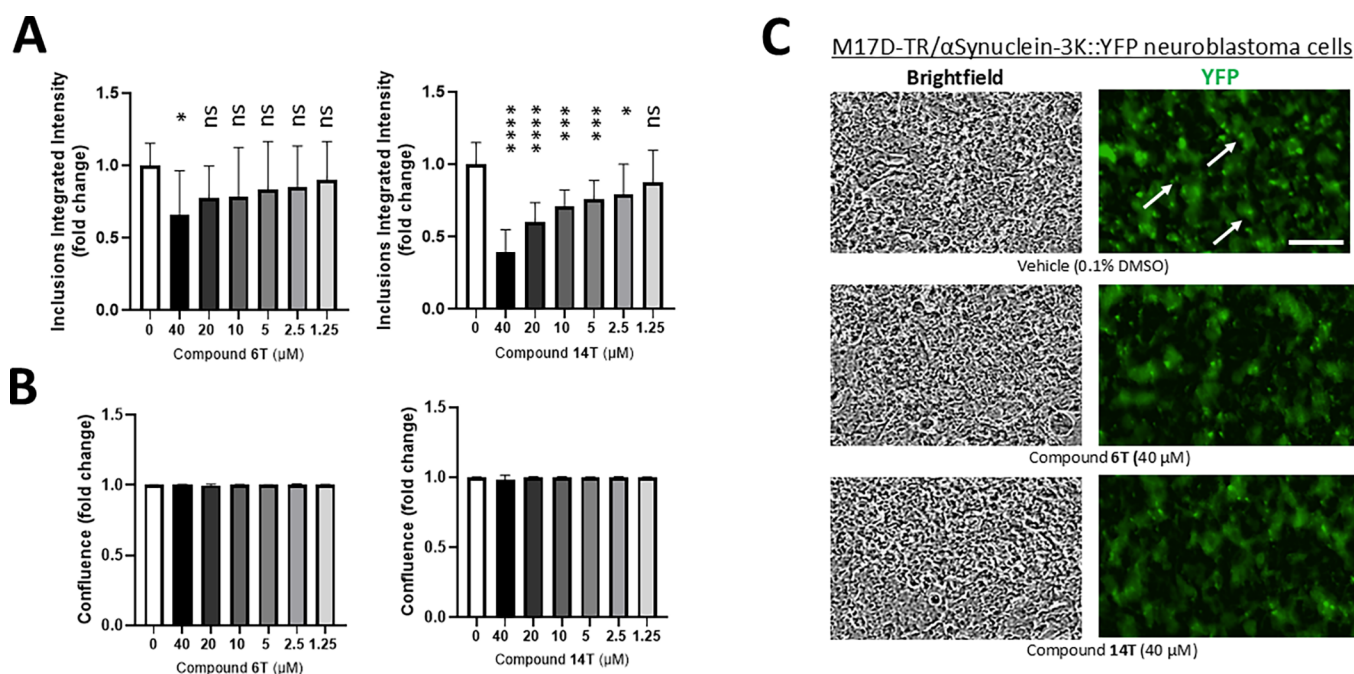 A
Inclusions Integrated Intensity
(fold change)
1.5
1.0
0.5
0.0
* ns ns ns ns ns
0 40 20 10 5 2.5 1.25
Compound 6T (µM)
Inclusions Integrated Intensity
(fold change)
1.5
1.0
0.5
0.0
**** **** *** *** * ns
0 40 20 10 5 2.5 1.25
Compound 14T (µM)
B
Confluence (fold change)
1.5
1.0
0.5
0.0
0 40 20 10 5 2.5 1.25
Compound 6T (µM)
Confluence (fold change)
1.5
1.0
0.5
0.0
0 40 20 10 5 2.5 1.25
Compound 14T (µM)
C
M17D-TR/αSynuclein-3K::YFP neuroblastoma cells
Brightfield YFP
Vehicle (0.1% DMSO)
Compound 6T (40 µM)
Compound 14T (40 µM)